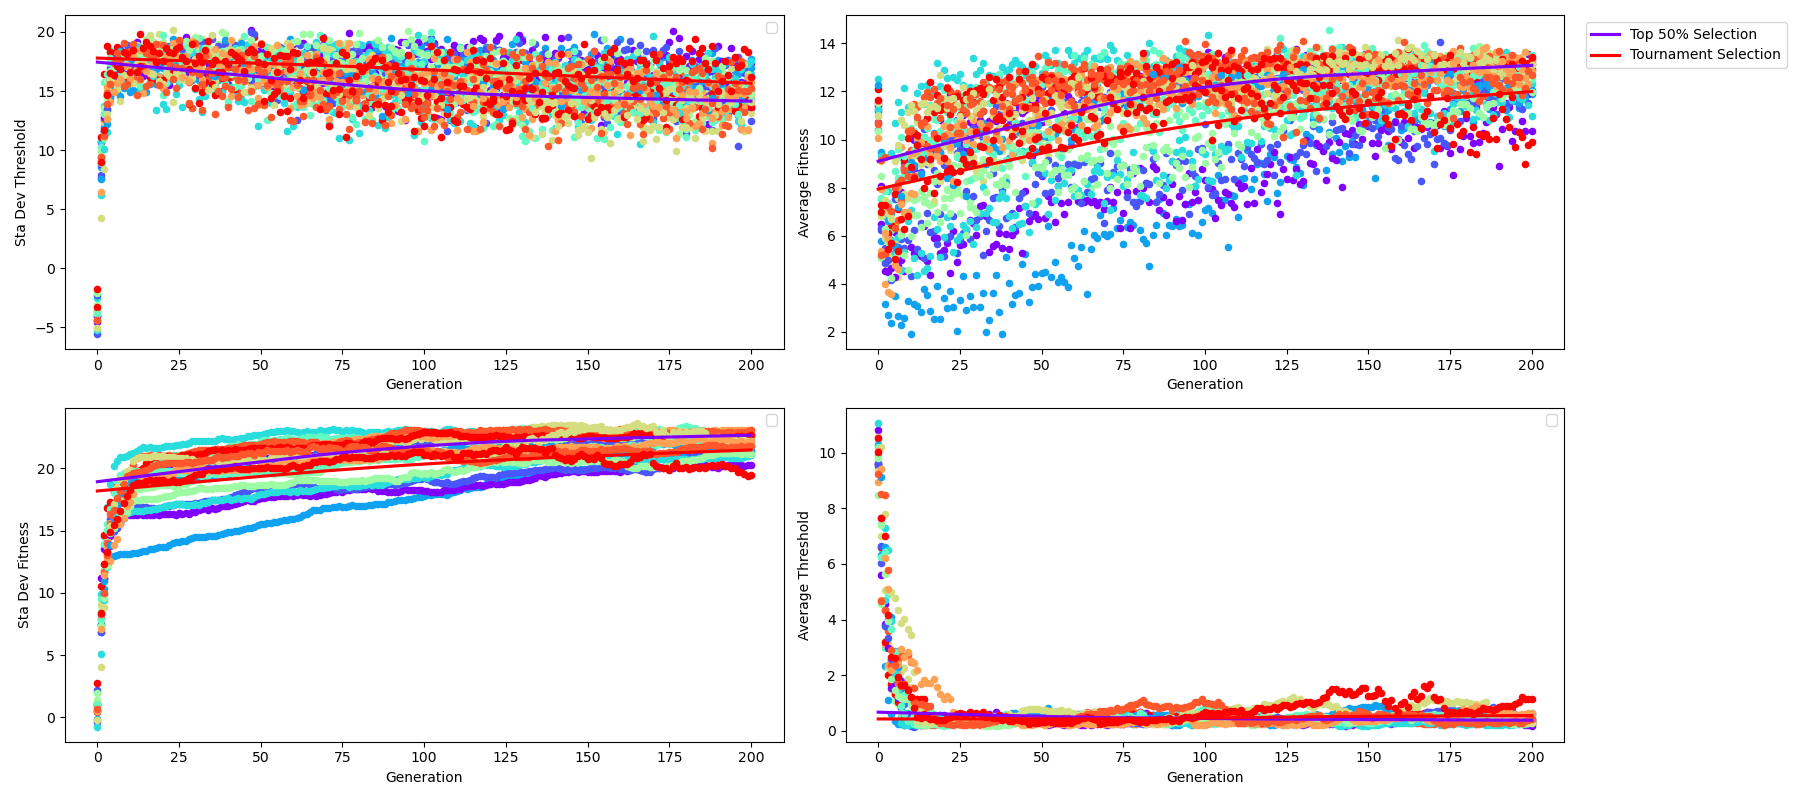 Sta Dev Threshold
20
15
10
5
0
−5
0 25 50 75 100 125 150 175 200
Generation
Average Fitness
14
12
10
8
6
4
2
0 25 50 75 100 125 150 175 200
Generation
Top 50% Selection
Tournament Selection
Sta Dev Fitness
20
15
10
5
0
0 25 50 75 100 125 150 175 200
Generation
Average Threshold
10
8
6
4
2
0
0 25 50 75 100 125 150 175 200
Generation